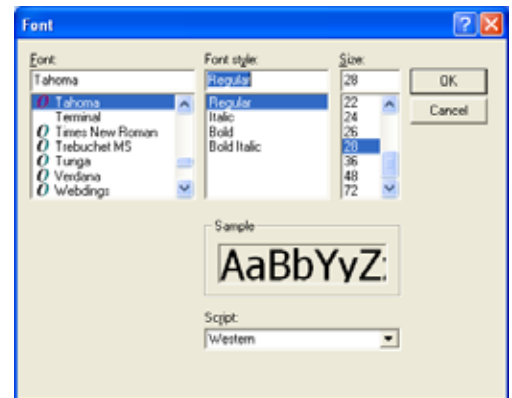 Font
Font: Font style: Size:
Tahoma Regular 28 OK
Tahoma Regular 22 Cancel
Terminal Italic 24
Times New Roman Bold 26
Trebuchet MS Bold Italic 28
Tunga 36
Verdana 48
Webdings 72
Sample
AaBbYyZ
Script:
Western